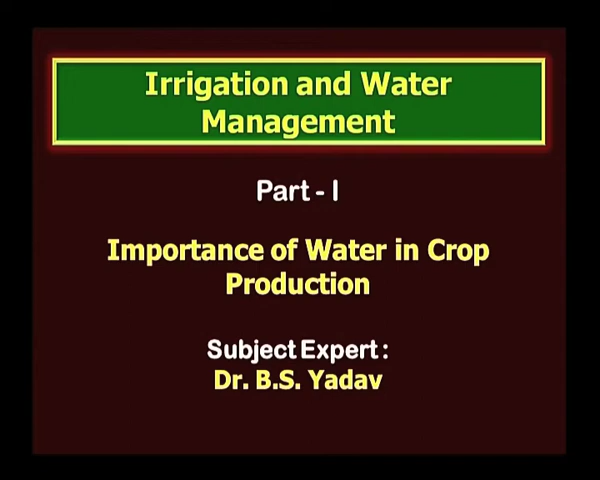 Irrigation and Water
Management
Part - I
Importance of Water in Crop
Production
Subject Expert :
Dr. B.S. Yadav